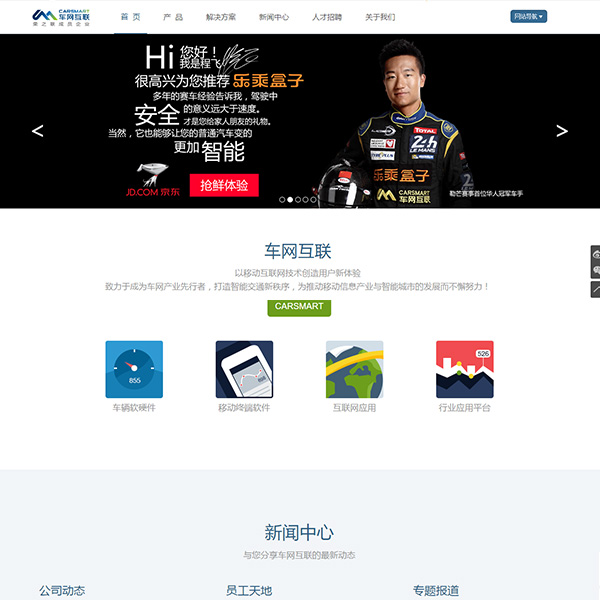 CARSMART
车网互联
荣之联成员企业
首 页
产 品
解决方案
新闻中心
人才招聘
关于我们
网站导航
Hi 您好！
我是程飞
很高兴为您推荐 乐乘盒子
多年的赛车经验告诉我，驾驶中
安全 的意义远大于速度。
才是您给家人朋友的礼物。
当然，它也能够让您的普通汽车变的
更加 智能
JD.COM 京东
抢鲜体验
TOTAL
24h
LE MANS
乐乘盒子
CARSMART
车网互联
勒芒赛事首位华人冠军车手
车网互联
以移动互联网技术创造用户新体验
致力于成为车网产业先行者，打造智能交通新秩序，为推动移动信息产业与智能城市的发展而不懈努力！
CARSMART
855
526
车辆软硬件
移动终端软件
互联网应用
行业应用平台
新闻中心
与您分享车网互联的最新动态
公司动态
员工天地
专题报道